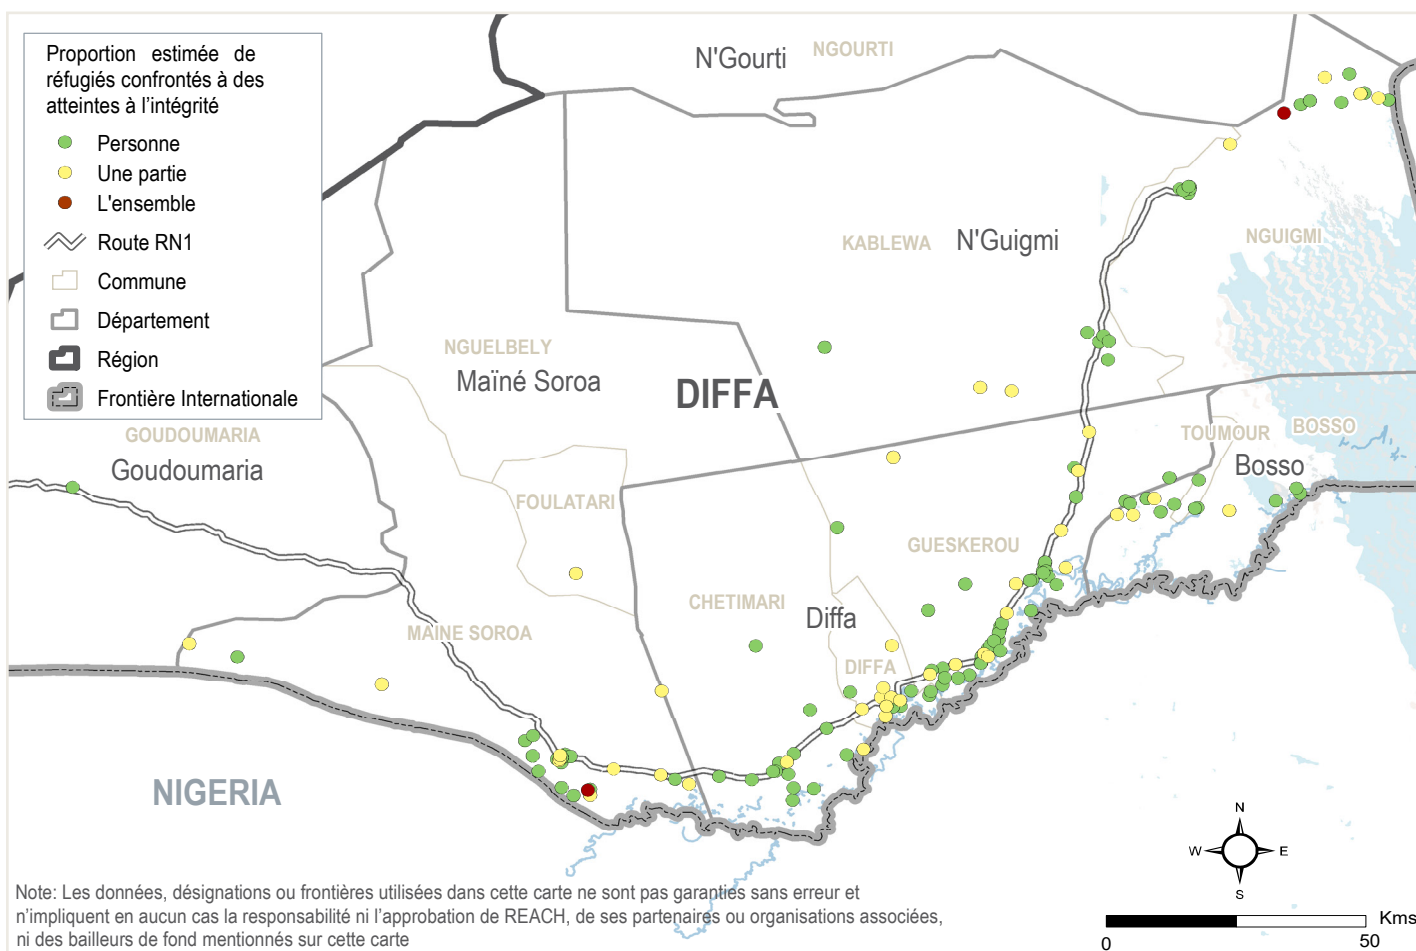 Proportion estimée de
réfugiés confrontés à des
atteintes à l'intégrité
Personne
Une partie
L'ensemble
Route RN1
Commune
Département
Région
Frontière Internationale
N'Gourti
NGOURTI
KABLEWA
N'Guigmi
NGUIGMI
NGUELBELY
Maïné Soroa
DIFFA
GOUDOUMARIA
Goudoumaria
TOUMOUR
BOSSO
Bosso
FOULATARI
GUESKEROU
CHETIMARI
Diffa
MAINE SOROA
DIFFA
NIGERIA
N
W
E
S
Note: Les données, désignations ou frontières utilisées dans cette carte ne sont pas garanties sans erreur et
n'impliquent en aucun cas la responsabilité ni l'approbation de REACH, de ses partenaires ou organisations associées,
ni des bailleurs de fond mentionnés sur cette carte
Kms
0
50